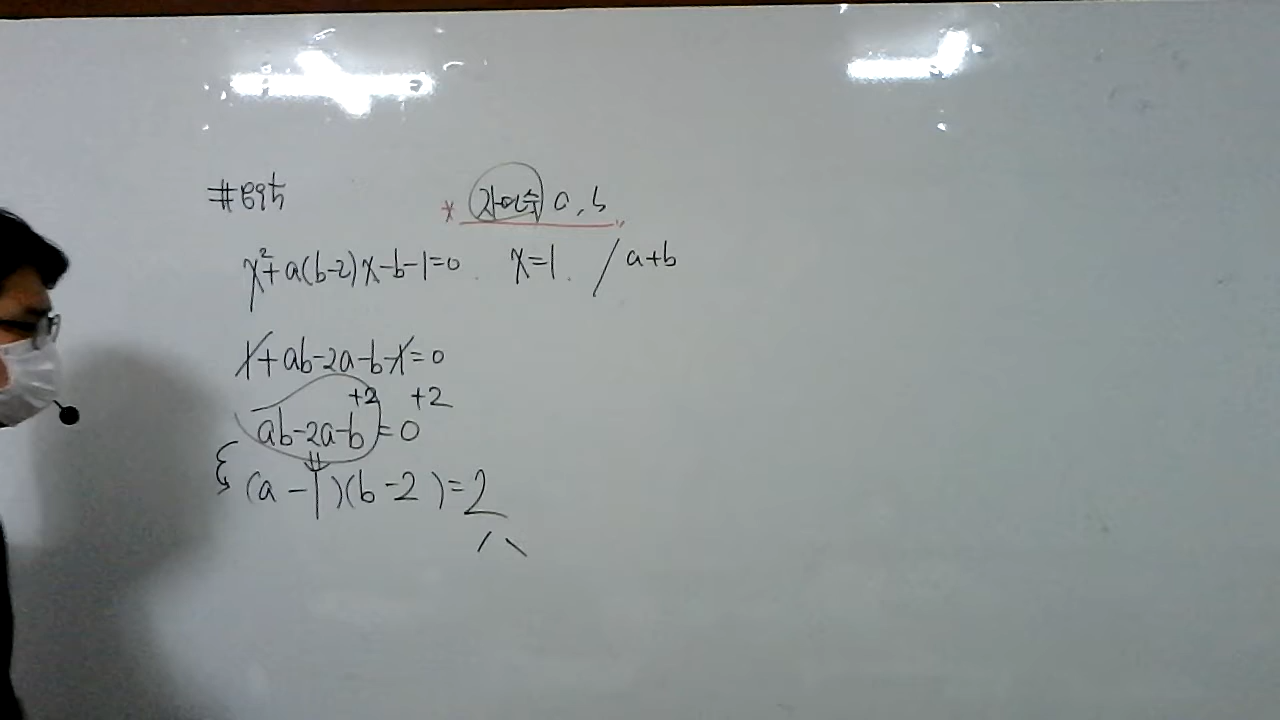 * 자연수 a, b
x²+a(b-2)x-b-1=0. x=1. / a+b
1+ab-2a-b-1=0
+2 +2
ab-2a-b=0
(a-1)(b-2)=2